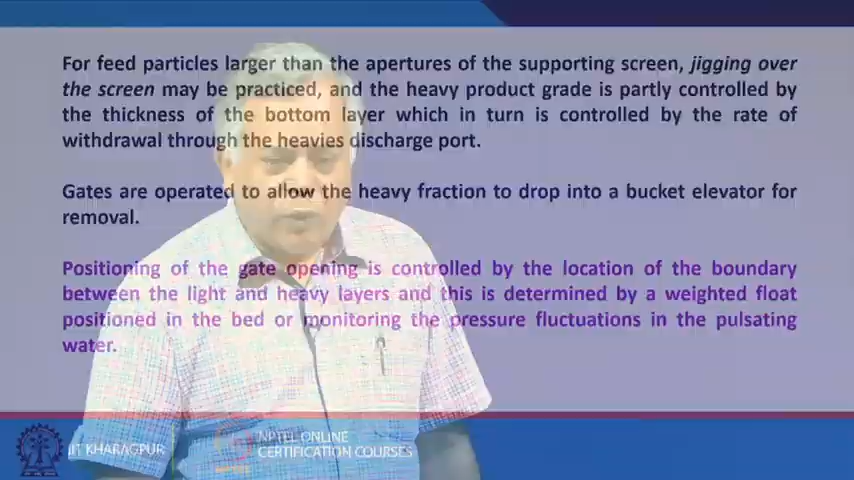 For feed particles larger than the apertures of the supporting screen, jigging over
the screen may be practiced, and the heavy product grade is partly controlled by
the thickness of the bottom layer which in turn is controlled by the rate of
withdrawal through the heavies discharge port.
Gates are operated to allow the heavy fraction to drop into a bucket elevator for
removal.
Positioning of the gate opening is controlled by the location of the boundary
between the light and heavy layers and this is determined by a weighted float
positioned in the bed or monitoring the pressure fluctuations in the pulsating
water.
IIT KHARAGPUR
NPTEL ONLINE
CERTIFICATION COURSES